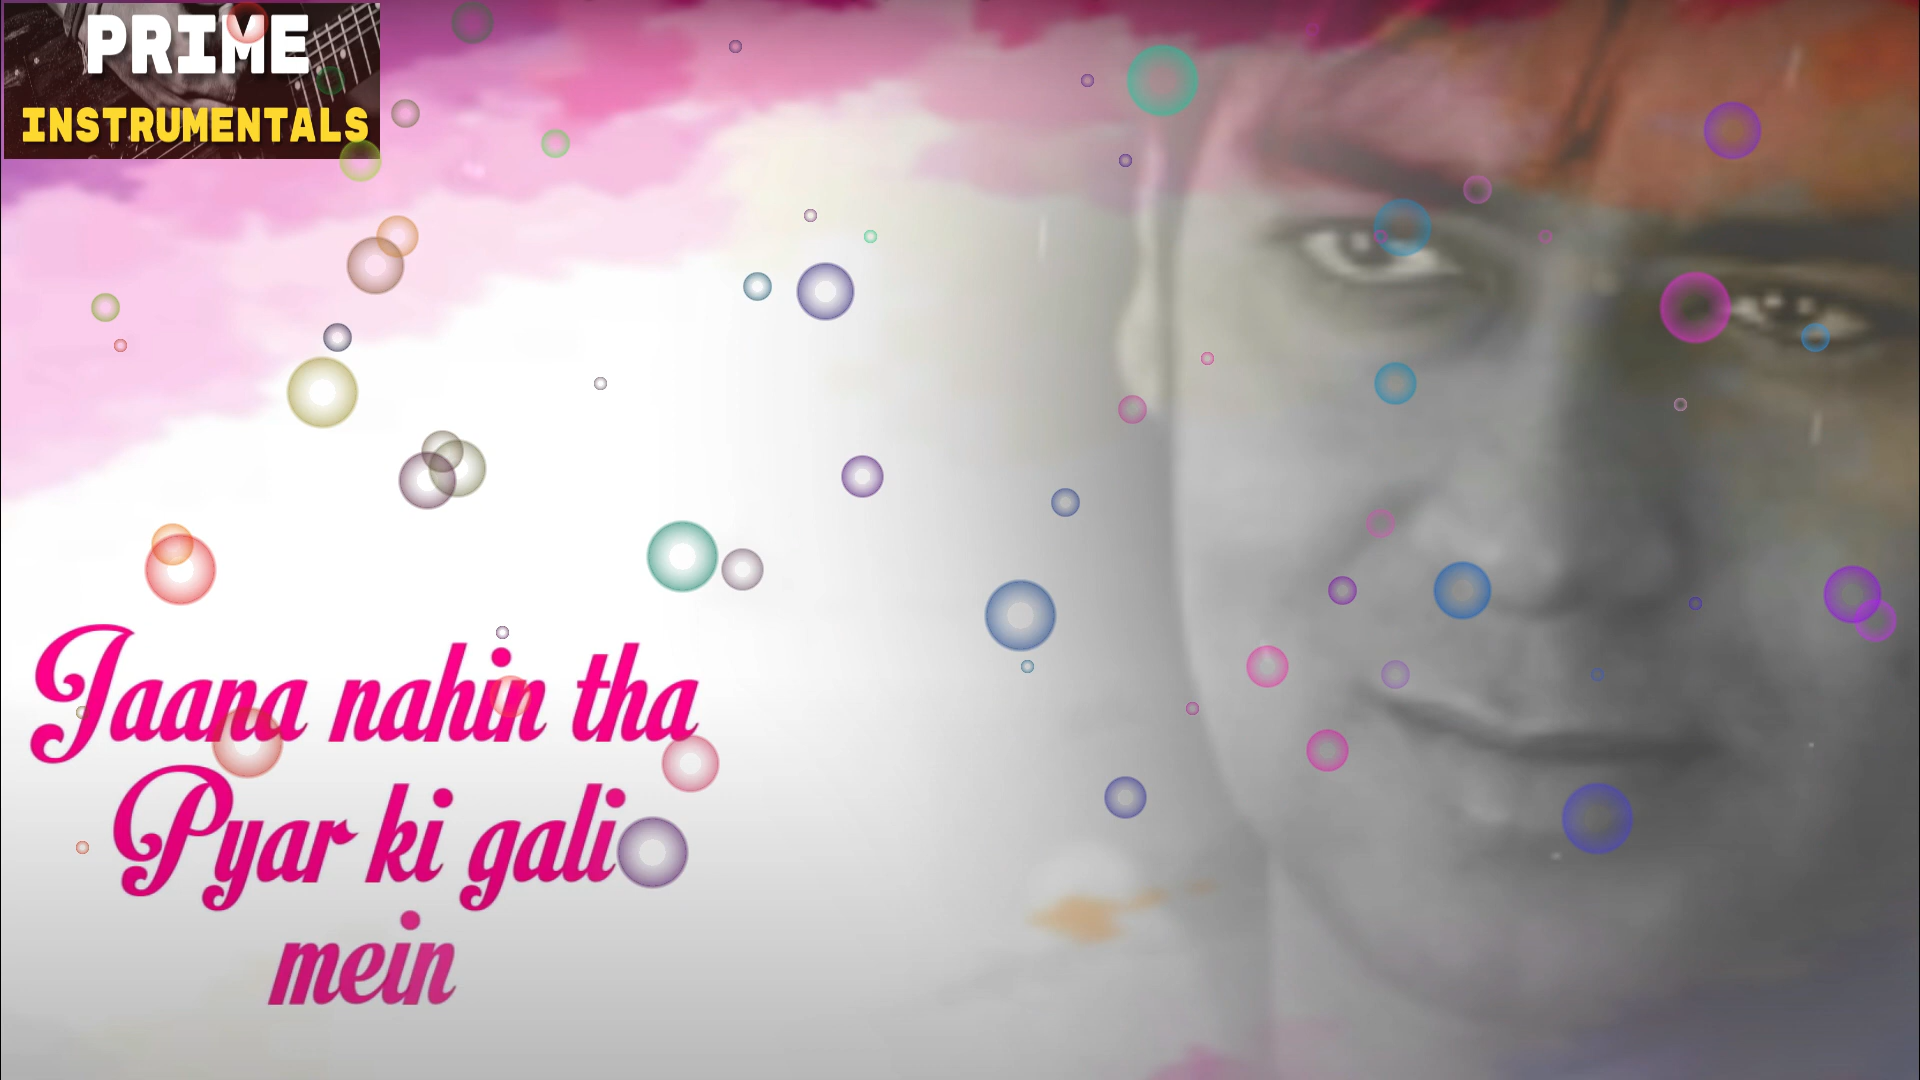 PRIME
INSTRUMENTALS
Jaana nahin tha
Pyar ki gali
mein